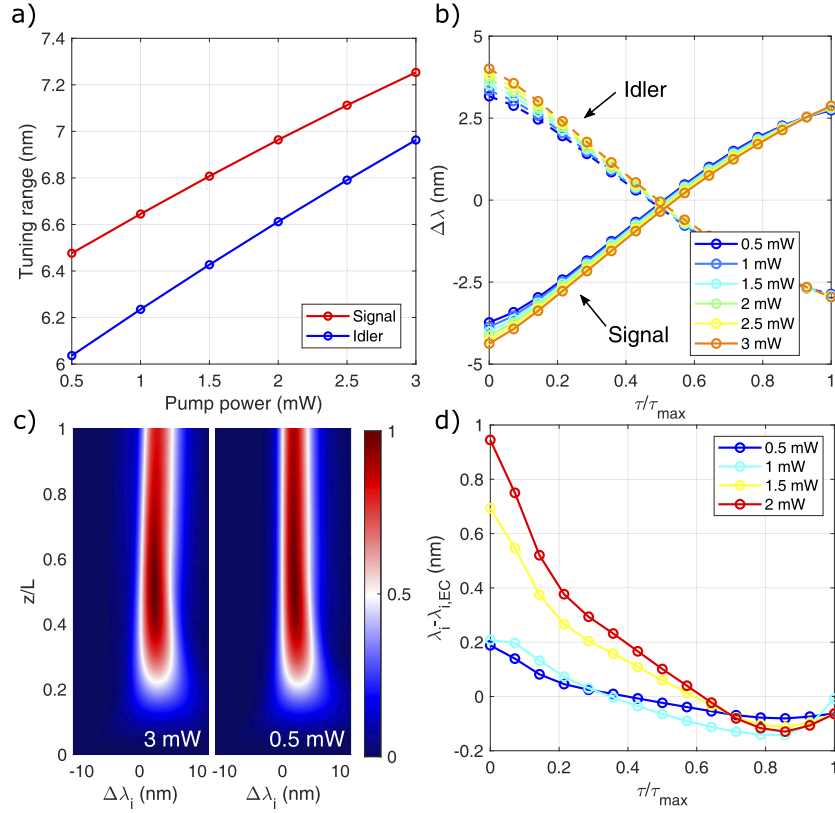 a)
7.4
7.2
7
6.8
6.6
6.4
6.2
6
Tuning range (nm)
0.5
1
1.5
2
2.5
3
Pump power (mW)
Signal
Idler
b)
5
2.5
0
-2.5
-5
Δλ (nm)
0
0.2
0.4
0.6
0.8
1
τ/τmax
Idler
Signal
0.5 mW
1 mW
1.5 mW
2 mW
2.5 mW
3 mW
c)
1
0.8
0.6
0.4
0.2
0
z/L
3 mW
0.5 mW
-10
0
10
-10
0
10
Δλi (nm)
Δλi (nm)
1
0.5
0
d)
1
0.8
0.6
0.4
0.2
0
-0.2
λi-λi,EC (nm)
0
0.2
0.4
0.6
0.8
1
τ/τmax
0.5 mW
1 mW
1.5 mW
2 mW